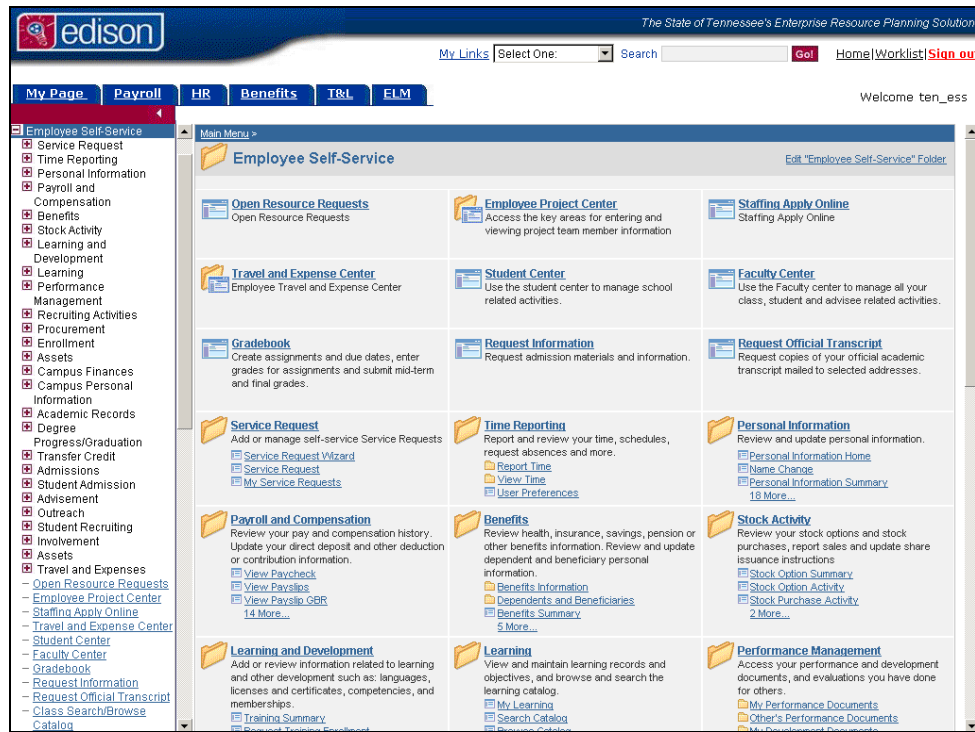 edison
The State of Tennessee's Enterprise Resource Planning Solution
My Links Select One: Search Go! Home|Worklist|Sign out
My Page Payroll HR Benefits T&L ELM
Welcome ten_ess
Employee Self-Service
Service Request
Time Reporting
Personal Information
Payroll and
Compensation
Benefits
Stock Activity
Learning and
Development
Learning
Performance
Management
Recruiting Activities
Procurement
Enrollment
Assets
Campus Finances
Campus Personal
Information
Academic Records
Degree
Progress/Graduation
Transfer Credit
Admissions
Student Admission
Advisement
Outreach
Student Recruiting
Involvement
Assets
Travel and Expenses
Open Resource Requests
Employee Project Center
Staffing Apply Online
Travel and Expense Center
Student Center
Faculty Center
Gradebook
Request Information
Request Official Transcript
Class Search/Browse
Catalog
Main Menu >
Employee Self-Service
Edit "Employee Self-Service" Folder
Open Resource Requests
Open Resource Requests
Employee Project Center
Access the key areas for entering and
viewing project team member information
Staffing Apply Online
Staffing Apply Online
Travel and Expense Center
Employee Travel and Expense Center
Student Center
Use the student center to manage school
related activities.
Faculty Center
Use the Faculty center to manage all your
class, student and advisee related activities.
Gradebook
Create assignments and due dates, enter
grades for assignments and submit mid-term
and final grades.
Request Information
Request admission materials and information.
Request Official Transcript
Request copies of your official academic
transcript mailed to selected addresses.
Service Request
Add or manage self-service Service Requests
Service Request Wizard
Service Request
My Service Requests
Time Reporting
Report and review your time, schedules,
request absences and more.
Report Time
View Time
User Preferences
Personal Information
Review and update personal information.
Personal Information Home
Name Change
Personal Information Summary
18 More...
Payroll and Compensation
Review your pay and compensation history.
Update your direct deposit and other deduction
or contribution information.
View Paycheck
View Payslips
View Payslip GBR
14 More...
Benefits
Review health, insurance, savings, pension or
other benefits information. Review and update
dependent and beneficiary personal
information.
Benefits Information
Dependents and Beneficiaries
Benefits Summary
5 More...
Stock Activity
Review your stock options and stock
purchases, report sales and update share
issuance instructions
Stock Option Summary
Stock Option Activity
Stock Purchase Activity
2 More...
Learning and Development
Add or review information related to learning
and other development such as: languages,
licenses and certificates, competencies, and
memberships.
Training Summary
Request Training Enrollment
Learning
View and maintain learning records and
objectives, and browse and search the
learning catalog.
My Learning
Search Catalog
Browse Catalog
Performance Management
Access your performance and development
documents, and evaluations you have done
for others.
My Performance Documents
Other's Performance Documents
My Development Documents